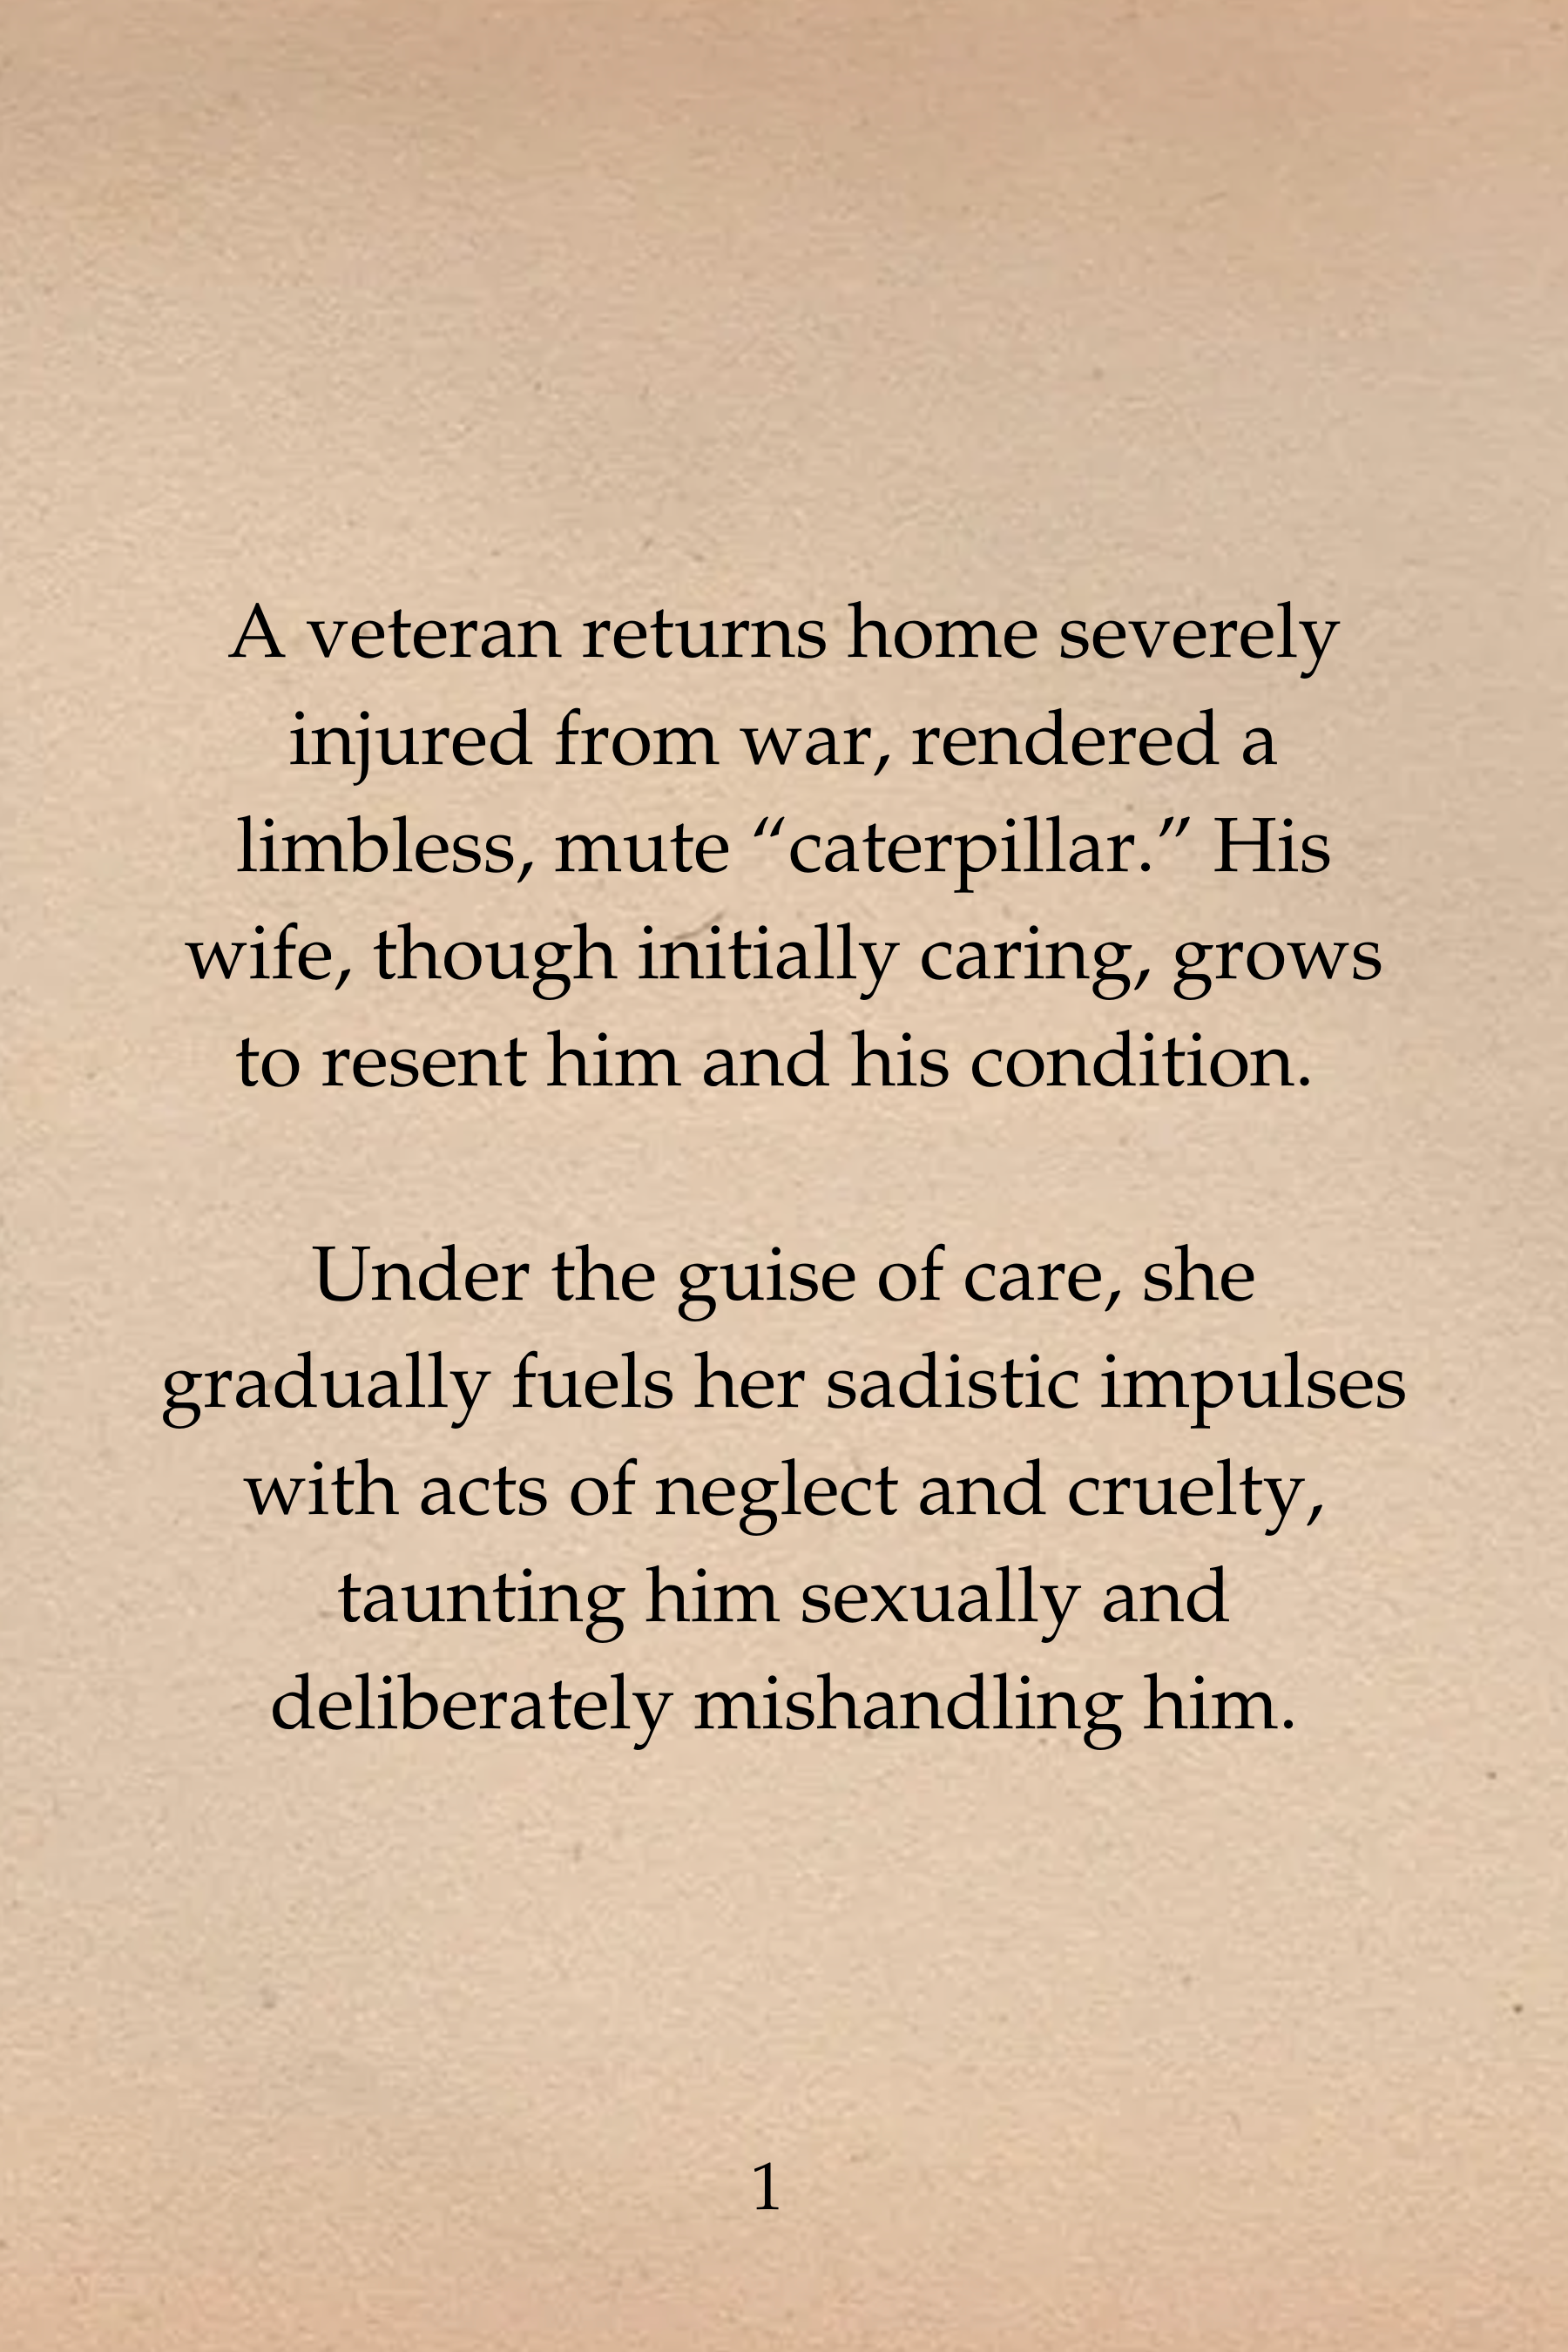 A veteran returns home severely
injured from war, rendered a
limbless, mute “caterpillar.” His
wife, though initially caring, grows
to resent him and his condition.
Under the guise of care, she
gradually fuels her sadistic impulses
with acts of neglect and cruelty,
taunting him sexually and
deliberately mishandling him.
1